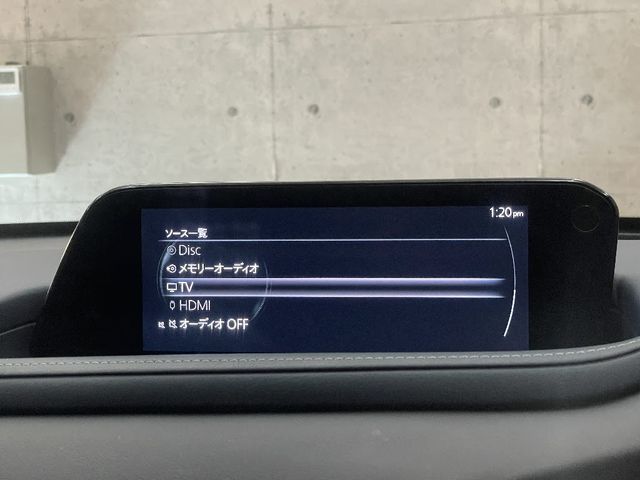 1:20pm
ソース一覧
Disc
メモリーオーディオ
TV
HDMI
オーディオ OFF